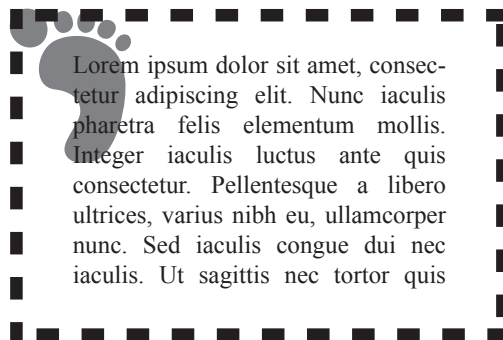 Lorem ipsum dolor sit amet, consec-
tetur adipiscing elit. Nunc iaculis
pharetra felis elementum mollis.
Integer iaculis luctus ante quis
consectetur. Pellentesque a libero
ultrices, varius nibh eu, ullamcorper
nunc. Sed iaculis congue dui nec
iaculis. Ut sagittis nec tortor quis